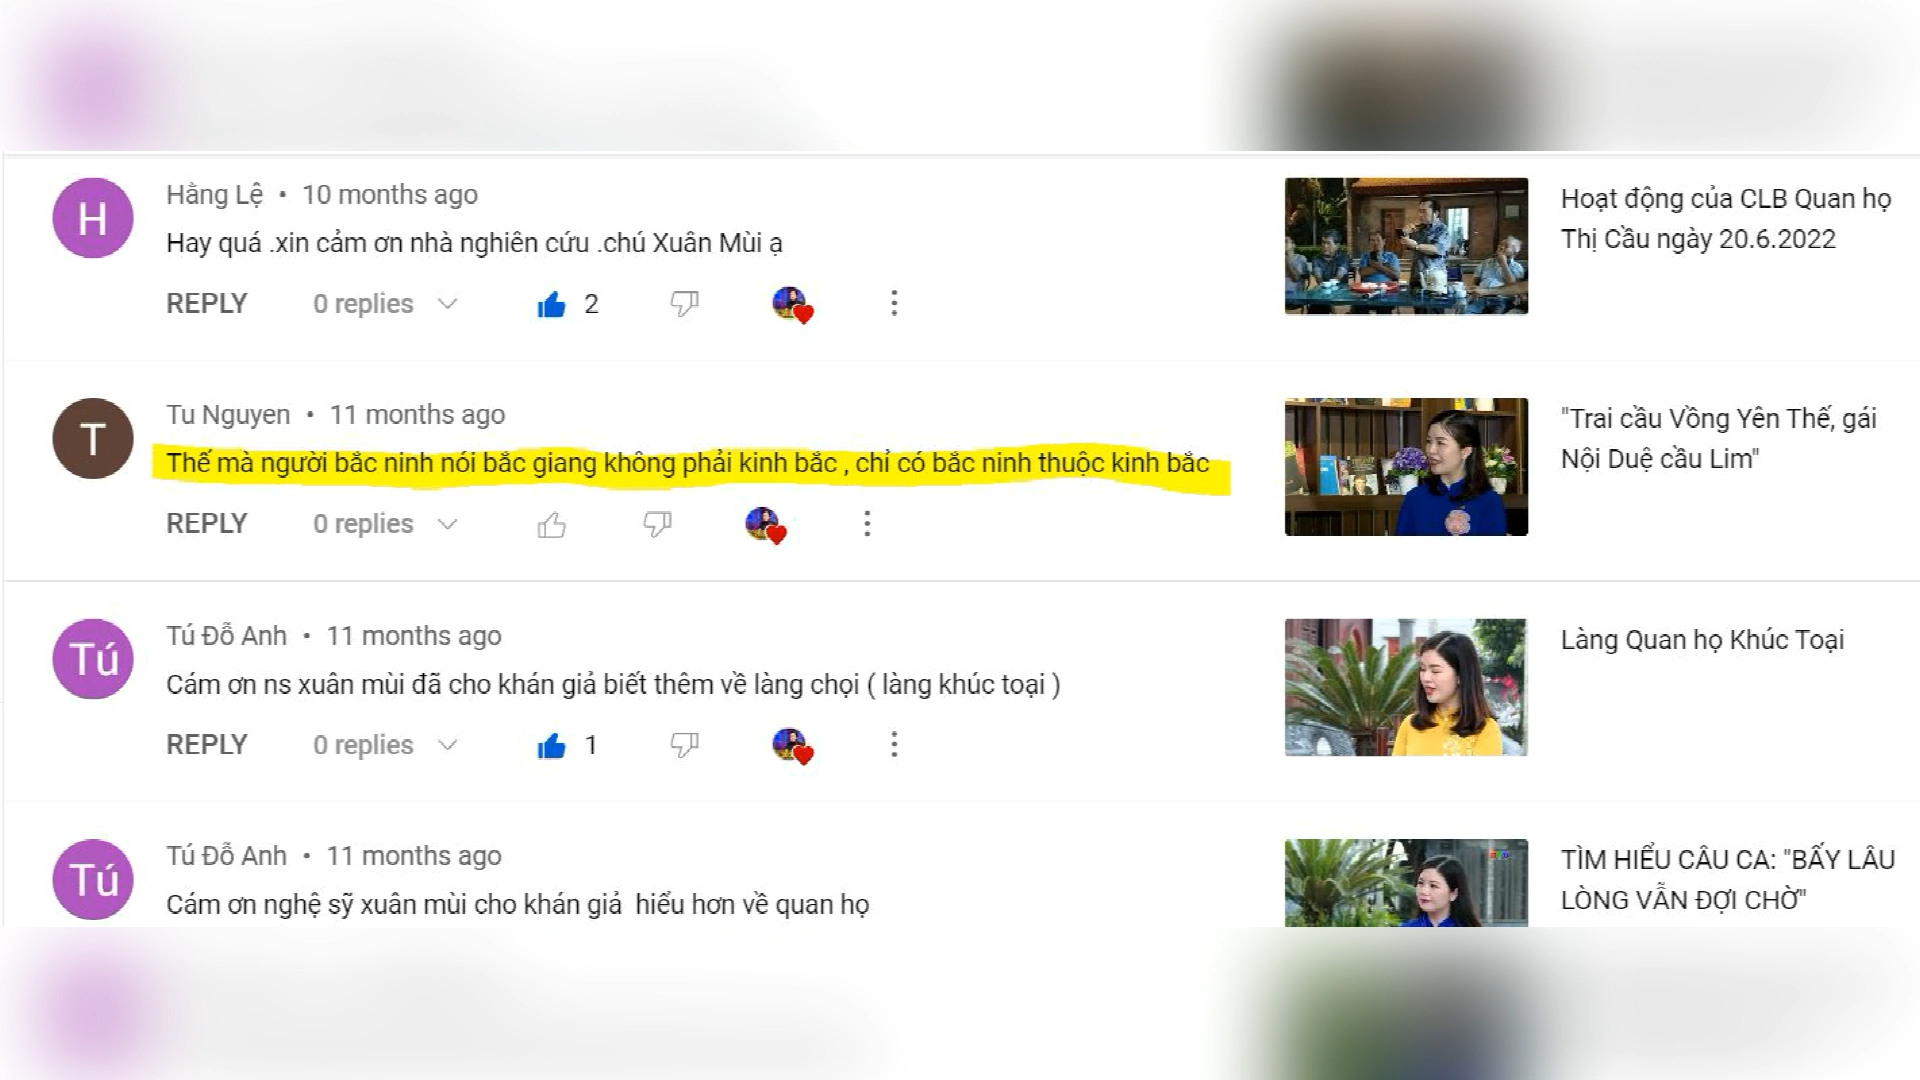 H
Hằng Lệ • 10 months ago
Hay quá .xin cảm ơn nhà nghiên cứu .chú Xuân Mùi ạ
REPLY 0 replies 2
Hoạt động của CLB Quan họ
Thị Cầu ngày 20.6.2022
T
Tu Nguyen • 11 months ago
Thế mà người bắc ninh nói bắc giang không phải kinh bắc , chỉ có bắc ninh thuộc kinh bắc
REPLY 0 replies
"Trai cầu Vồng Yên Thế, gái
Nội Duệ cầu Lim"
Tú
Tú Đỗ Anh • 11 months ago
Cám ơn ns xuân mùi đã cho khán giả biết thêm về làng chọi ( làng khúc toại )
REPLY 0 replies 1
Làng Quan họ Khúc Toại
Tú
Tú Đỗ Anh • 11 months ago
Cám ơn nghệ sỹ xuân mùi cho khán giả hiểu hơn về quan họ
TÌM HIỂU CÂU CA: "BẤY LÂU
LÒNG VẪN ĐỢI CHỜ"